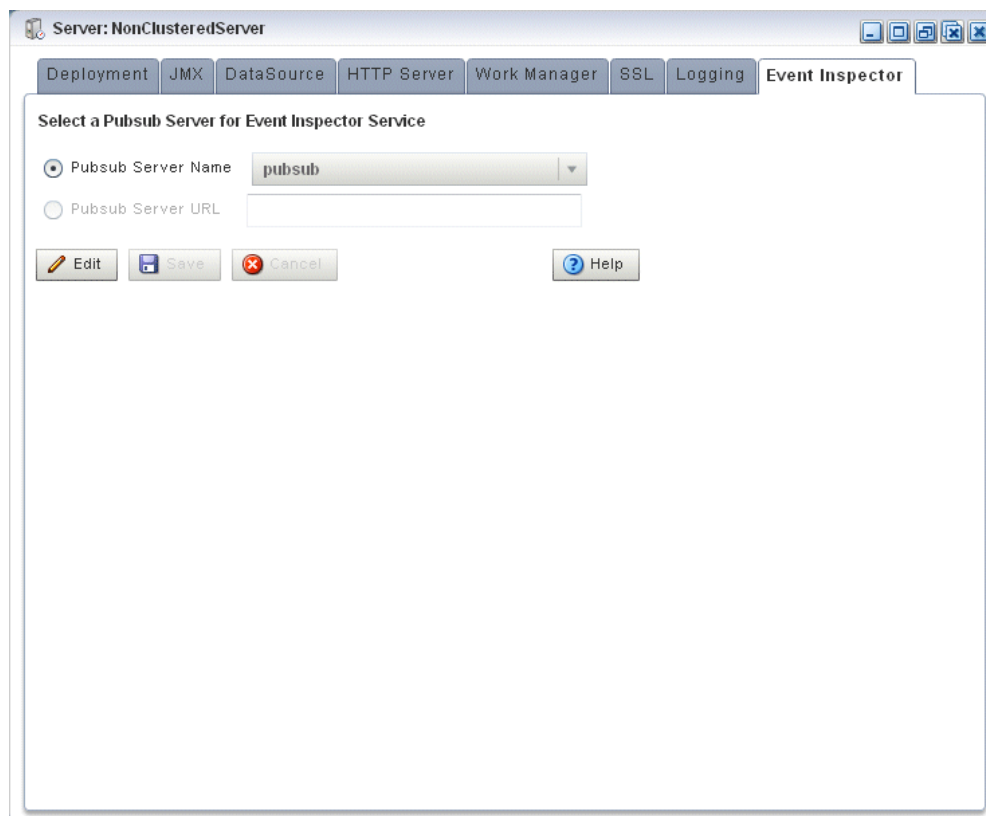 Server: NonClusteredServer
Deployment JMX DataSource HTTP Server Work Manager SSL Logging Event Inspector
Select a Pubsub Server for Event Inspector Service
Pubsub Server Name pubsub
Pubsub Server URL
Edit Save Cancel Help